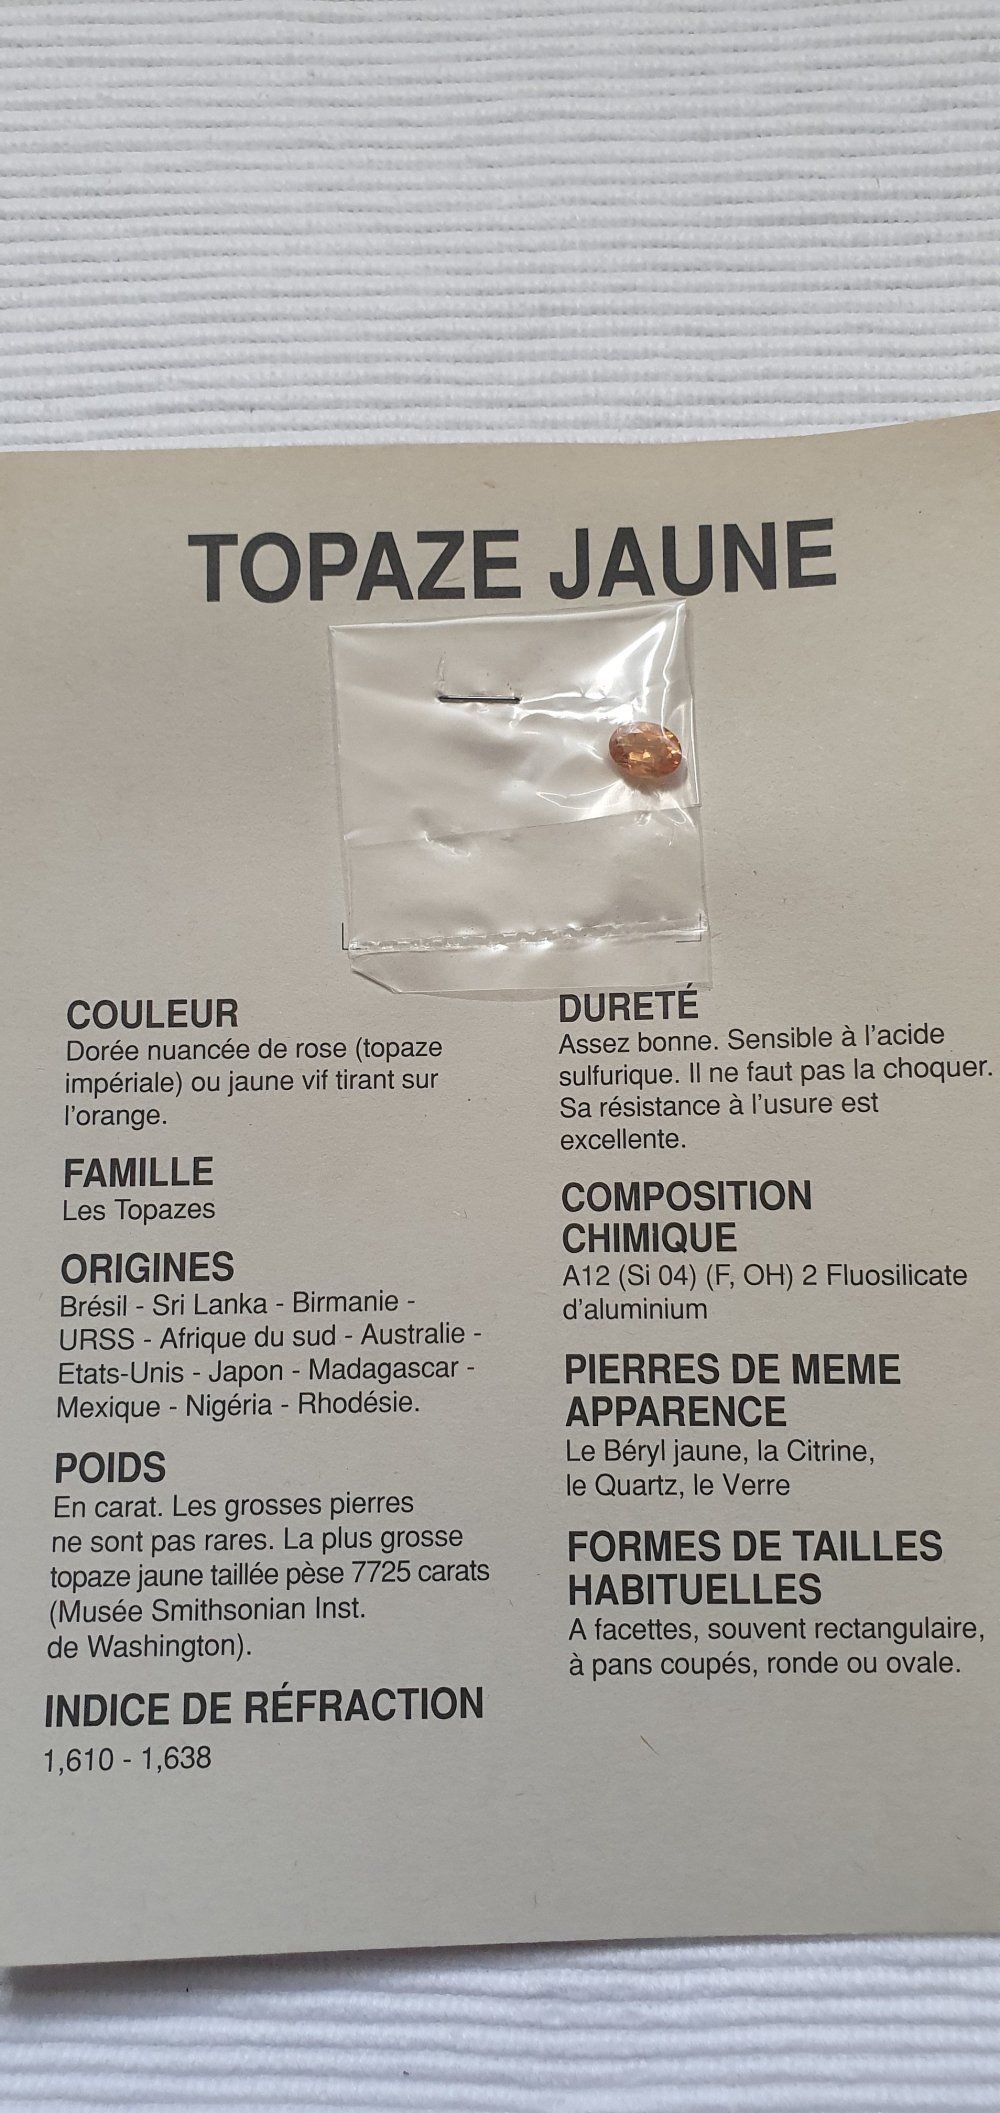 TOPAZE JAUNE
COULEUR
Dorée nuancée de rose (topaze
impériale) ou jaune vif tirant sur
l'orange.
FAMILLE
Les Topazes
ORIGINES
Brésil - Sri Lanka - Birmanie -
URSS - Afrique du sud - Australie -
Etats-Unis - Japon - Madagascar -
Mexique - Nigéria - Rhodésie.
POIDS
En carat. Les grosses pierres
ne sont pas rares. La plus grosse
topaze jaune taillée pèse 7725 carats
(Musée Smithsonian Inst.
de Washington).
INDICE DE RÉFRACTION
1,610 - 1,638
DURETÉ
Assez bonne. Sensible à l'acide
sulfurique. Il ne faut pas la choquer.
Sa résistance à l'usure est
excellente.
COMPOSITION
CHIMIQUE
A12 (Si 04) (F, OH) 2 Fluosilicate
d'aluminium
PIERRES DE MEME
APPARENCE
Le Béryl jaune, la Citrine,
le Quartz, le Verre
FORMES DE TAILLES
HABITUELLES
A facettes, souvent rectangulaire,
à pans coupés, ronde ou ovale.